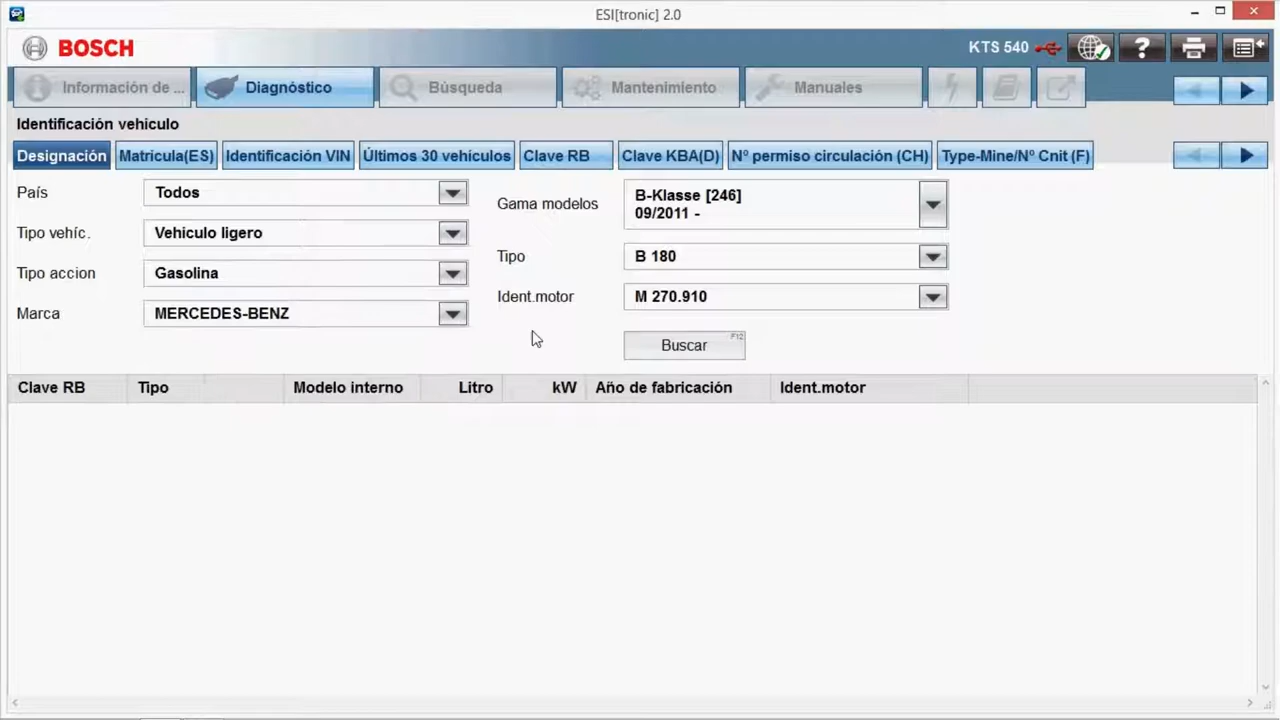 ESI[tronic] 2.0
BOSCH
KTS 540
?
Información de ...
Diagnóstico
Búsqueda
Mantenimiento
Manuales
Identificación vehículo
Designación
Matrícula(ES)
Identificación VIN
Últimos 30 vehículos
Clave RB
Clave KBA(D)
Nº permiso circulación (CH)
Type-Mine/Nº Cnit (F)
País
Todos
Tipo vehíc.
Vehiculo ligero
Tipo accion
Gasolina
Marca
MERCEDES-BENZ
Gama modelos
B-Klasse [246]
09/2011 -
Tipo
B 180
Ident.motor
M 270.910
Buscar
F12
Clave RB
Tipo
Modelo interno
Litro
kW
Año de fabricación
Ident.motor